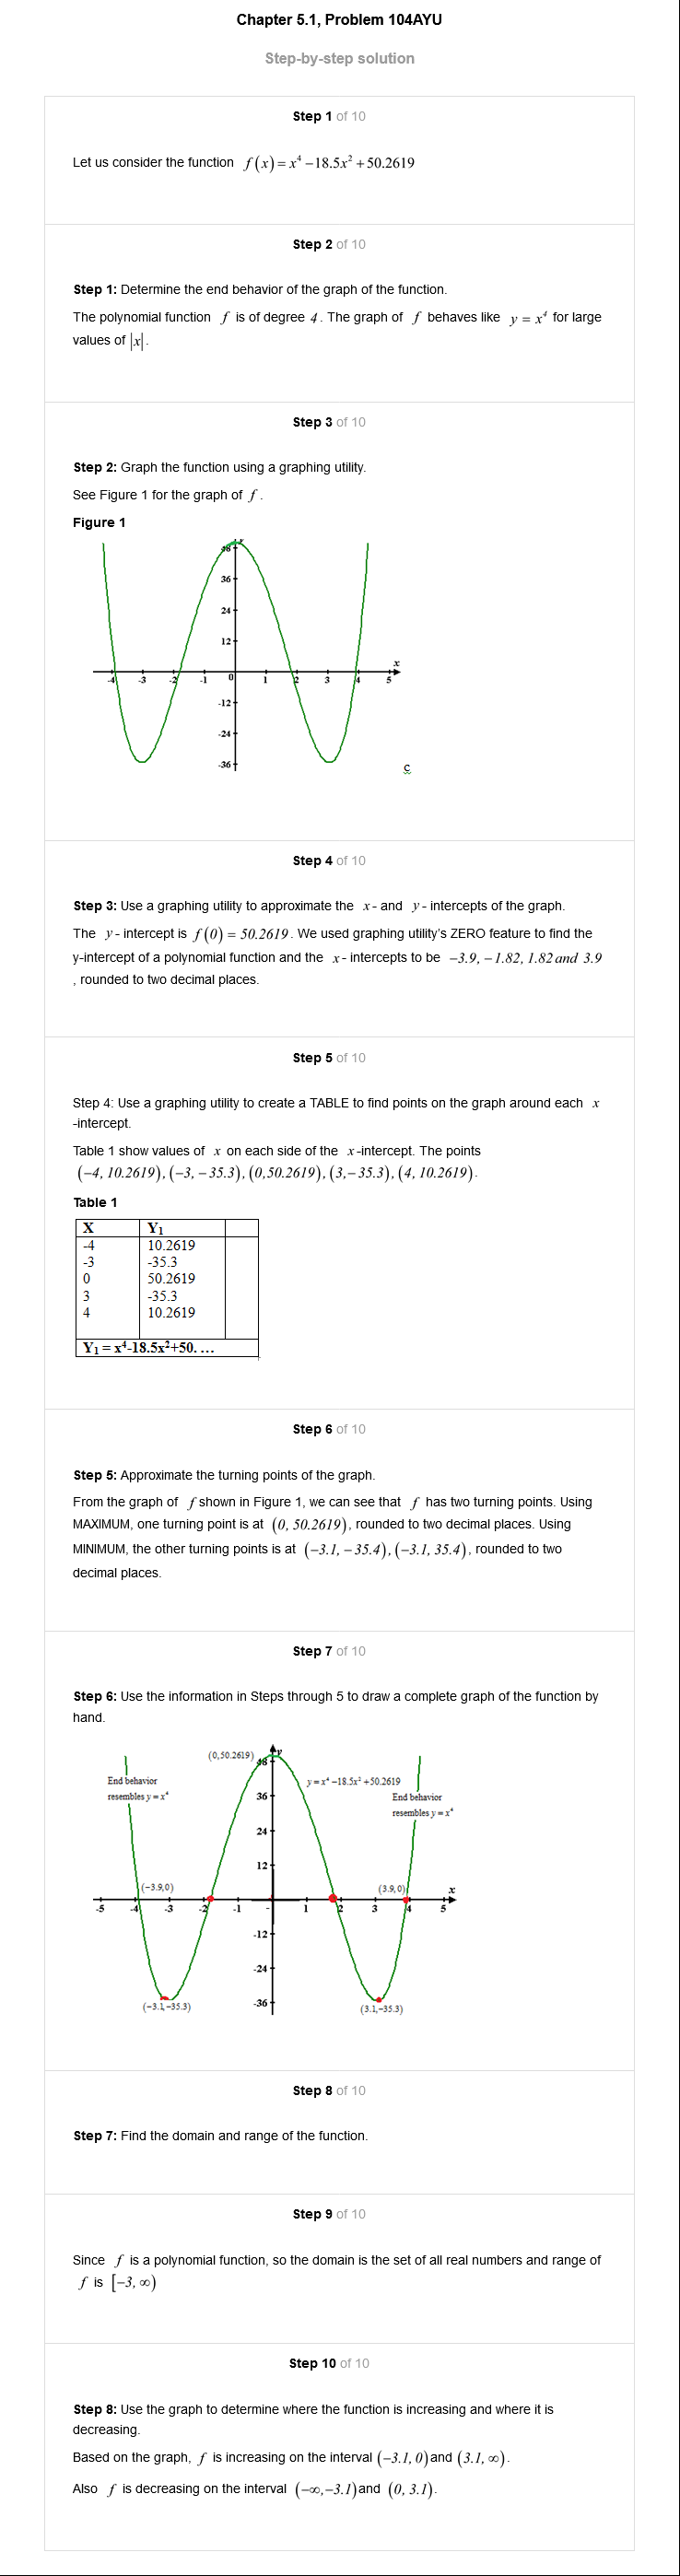 Chapter 5.1, Problem 104AYU
Step-by-step solution
Step 1 of 10
Let us consider the function f(x)=x⁴−18.5x²+50.2619
Step 2 of 10
Step 1: Determine the end behavior of the graph of the function.
The polynomial function f is of degree 4. The graph of f behaves like y = x⁴ for large
values of |x|.
Step 3 of 10
Step 2: Graph the function using a graphing utility.
See Figure 1 for the graph of f.
Figure 1
48 y
36
24
12
x
-4 -3 -2 -1 0 1 2 3 4 5
-12
-24
-36
c
Step 4 of 10
Step 3: Use a graphing utility to approximate the x- and y- intercepts of the graph.
The y- intercept is f(0) = 50.2619. We used graphing utility's ZERO feature to find the
y-intercept of a polynomial function and the x- intercepts to be −3.9, −1.82, 1.82 and 3.9
, rounded to two decimal places.
Step 5 of 10
Step 4: Use a graphing utility to create a TABLE to find points on the graph around each x
-intercept.
Table 1 show values of x on each side of the x-intercept. The points
(−4, 10.2619), (−3, −35.3), (0,50.2619), (3,−35.3), (4, 10.2619).
Table 1
X Y₁
-4 10.2619
-3 -35.3
0 50.2619
3 -35.3
4 10.2619
Y₁ = x⁴-18.5x²+50. …
Step 6 of 10
Step 5: Approximate the turning points of the graph.
From the graph of f shown in Figure 1, we can see that f has two turning points. Using
MAXIMUM, one turning point is at (0, 50.2619), rounded to two decimal places. Using
MINIMUM, the other turning points is at (−3.1, −35.4), (−3.1, 35.4), rounded to two
decimal places.
Step 7 of 10
Step 6: Use the information in Steps through 5 to draw a complete graph of the function by
hand.
(0,50.2619) 48 y
End behavior
resembles y = x⁴
y = x⁴ −18.5x² +50.2619
36
End behavior
resembles y = x⁴
24
12
(−3.9,0) (3.9,0) x
-5 -4 -3 -2 -1 1 2 3 4 5
-12
-24
-36
(−3.1,−35.3) (3.1,−35.3)
Step 8 of 10
Step 7: Find the domain and range of the function.
Step 9 of 10
Since f is a polynomial function, so the domain is the set of all real numbers and range of
f is [−3, ∞)
Step 10 of 10
Step 8: Use the graph to determine where the function is increasing and where it is
decreasing.
Based on the graph, f is increasing on the interval (−3.1, 0) and (3.1, ∞).
Also f is decreasing on the interval (−∞,−3.1) and (0, 3.1).